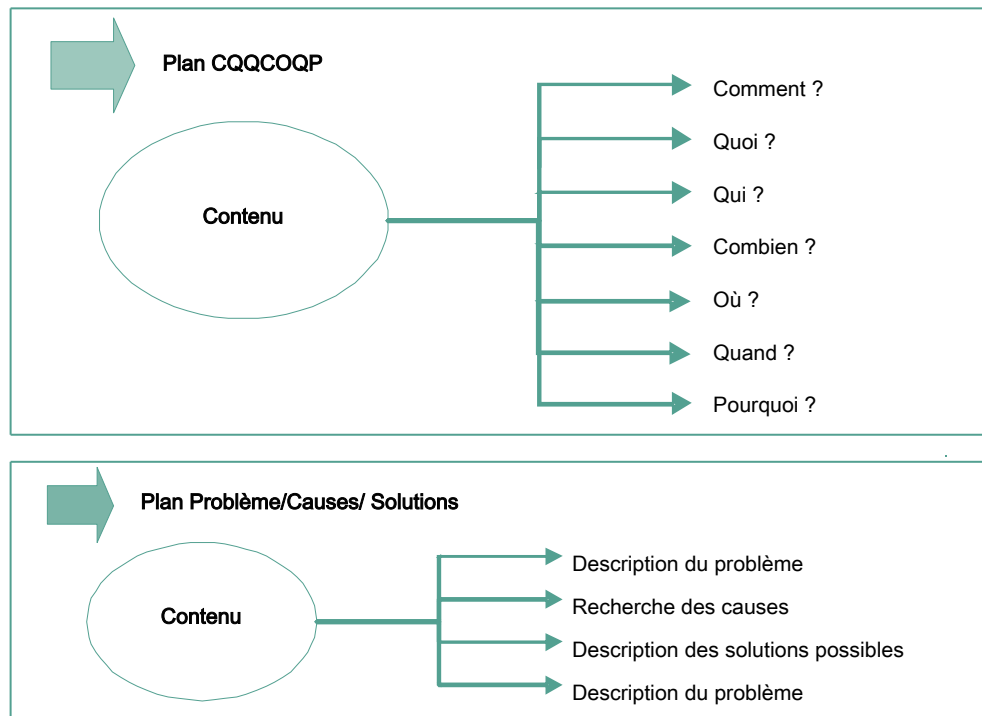 Plan CQQCOQP
Contenu
Comment ?
Quoi ?
Qui ?
Combien ?
Où ?
Quand ?
Pourquoi ?
Plan Problème/Causes/ Solutions
Contenu
Description du problème
Recherche des causes
Description des solutions possibles
Description du problème